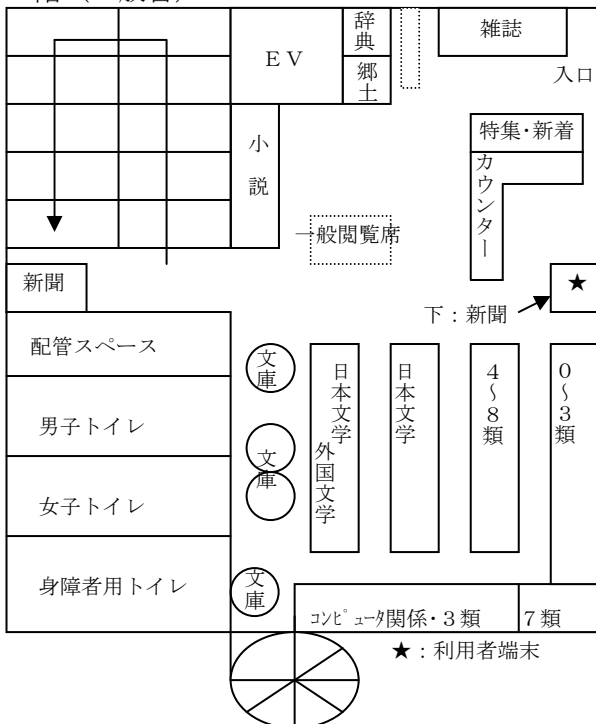 雑誌
入口
EV
辞典
郷土
小説
特集・新着
カウンター
一般閲覧席
新聞
★
下：新聞
配管スペース
男子トイレ
女子トイレ
身障者用トイレ
文庫
文庫
文庫
日本文学
外国文学
日本文学
4～8類
0～3類
コンピュータ関係・3類
7類
★：利用者端末